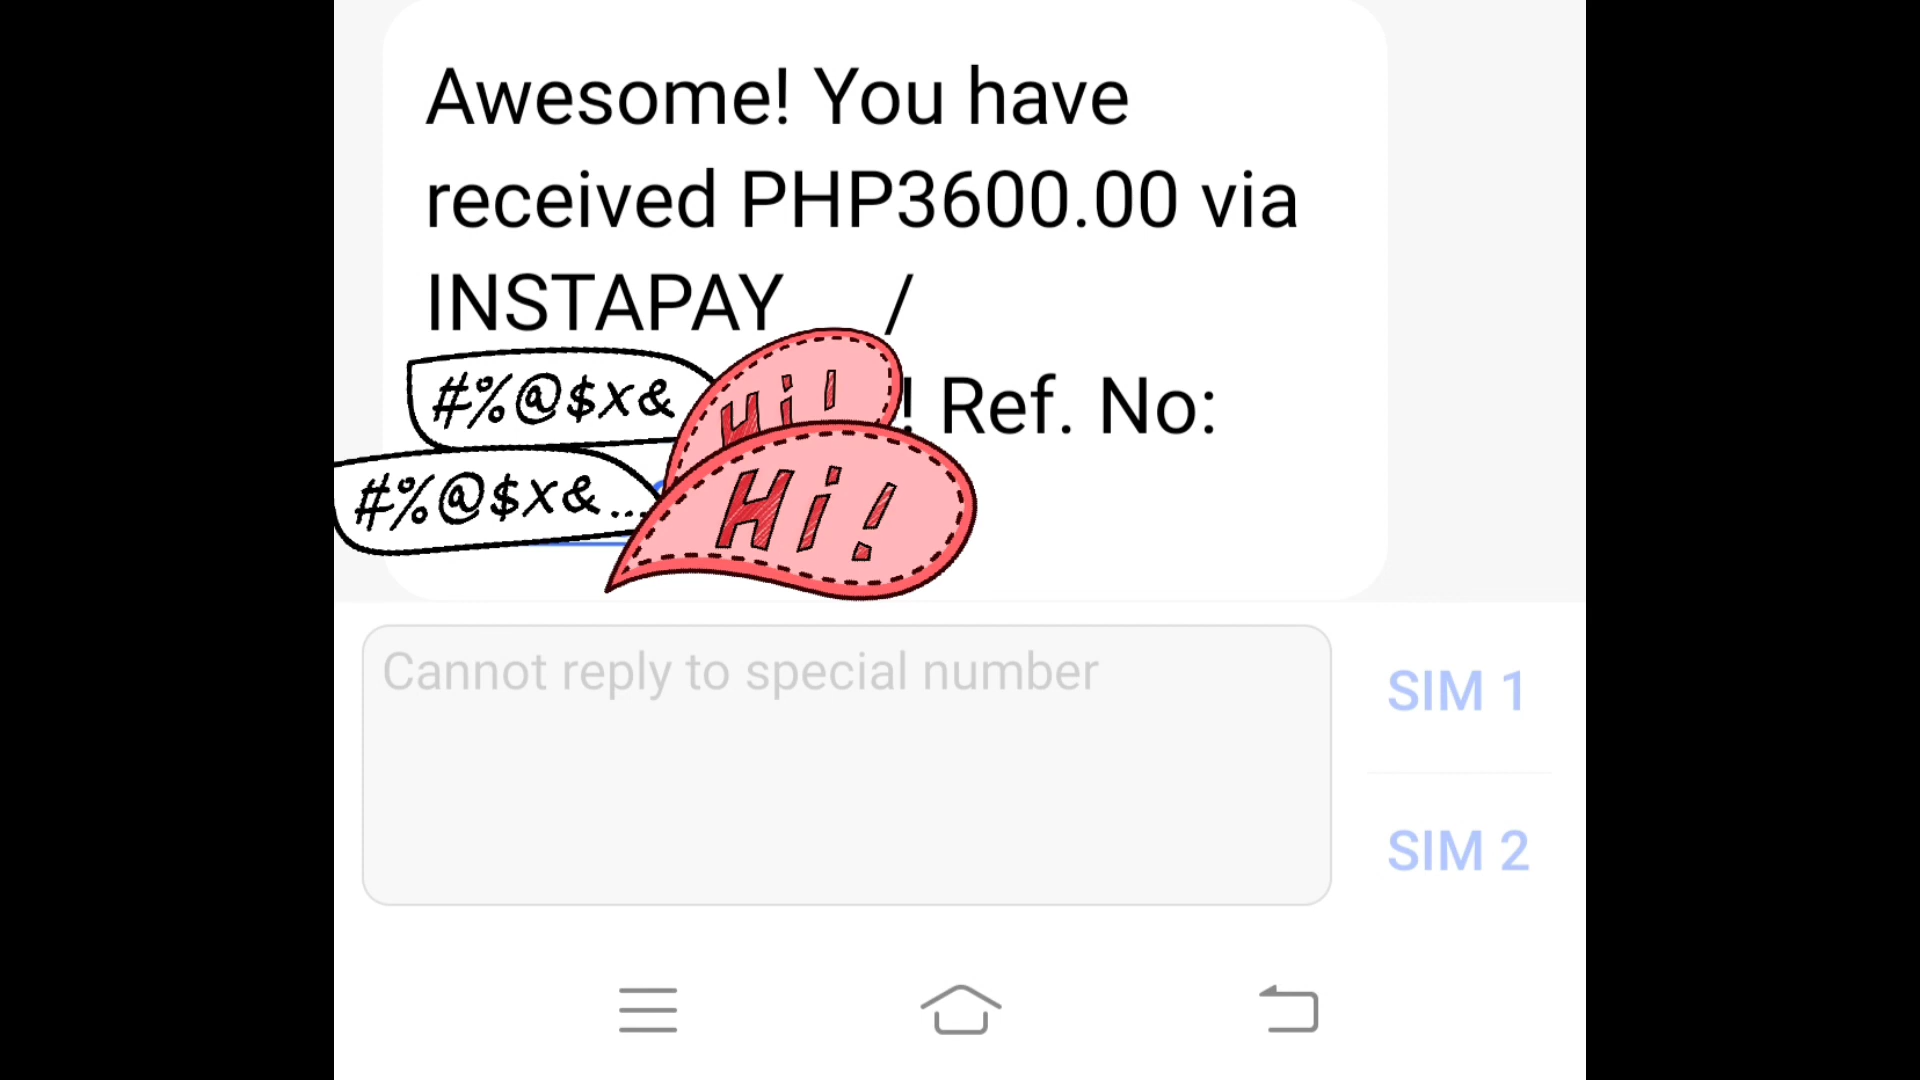 Awesome! You have
received PHP3600.00 via
INSTAPAY /
#%@$X& Hi! ! Ref. No:
#%@$X&... Hi!
Cannot reply to special number
SIM 1
SIM 2